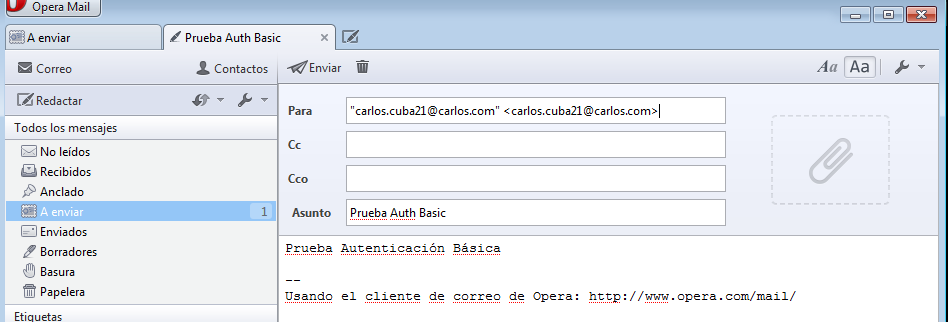 Opera Mail
A enviar
Prueba Auth Basic
Correo
Contactos
Enviar
Aa
Aa
Redactar
Todos los mensajes
No leídos
Recibidos
Anclado
A enviar 1
Enviados
Borradores
Basura
Papelera
Etiquetas
Para "carlos.cuba21@carlos.com" <carlos.cuba21@carlos.com>
Cc
Cco
Asunto Prueba Auth Basic
Prueba Autenticación Básica
--
Usando el cliente de correo de Opera: http://www.opera.com/mail/